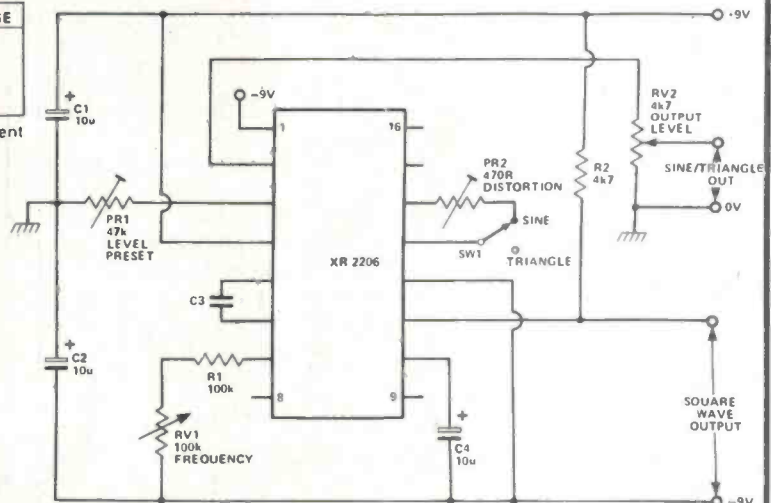 GE
ent
+
C1
10u
PR1
47k
LEVEL
PRESET
+
C2
10u
-9V
1
16
XR 2206
8
9
C3
R1
100k
RV1
100k
FREQUENCY
PR2
470R
DISTORTION
SINE
SW1
TRIANGLE
+
C4
10u
R2
4k7
+9V
RV2
4k7
OUTPUT
LEVEL
SINE/TRIANGLE
OUT
0V
SQUARE
WAVE
OUTPUT
-9V